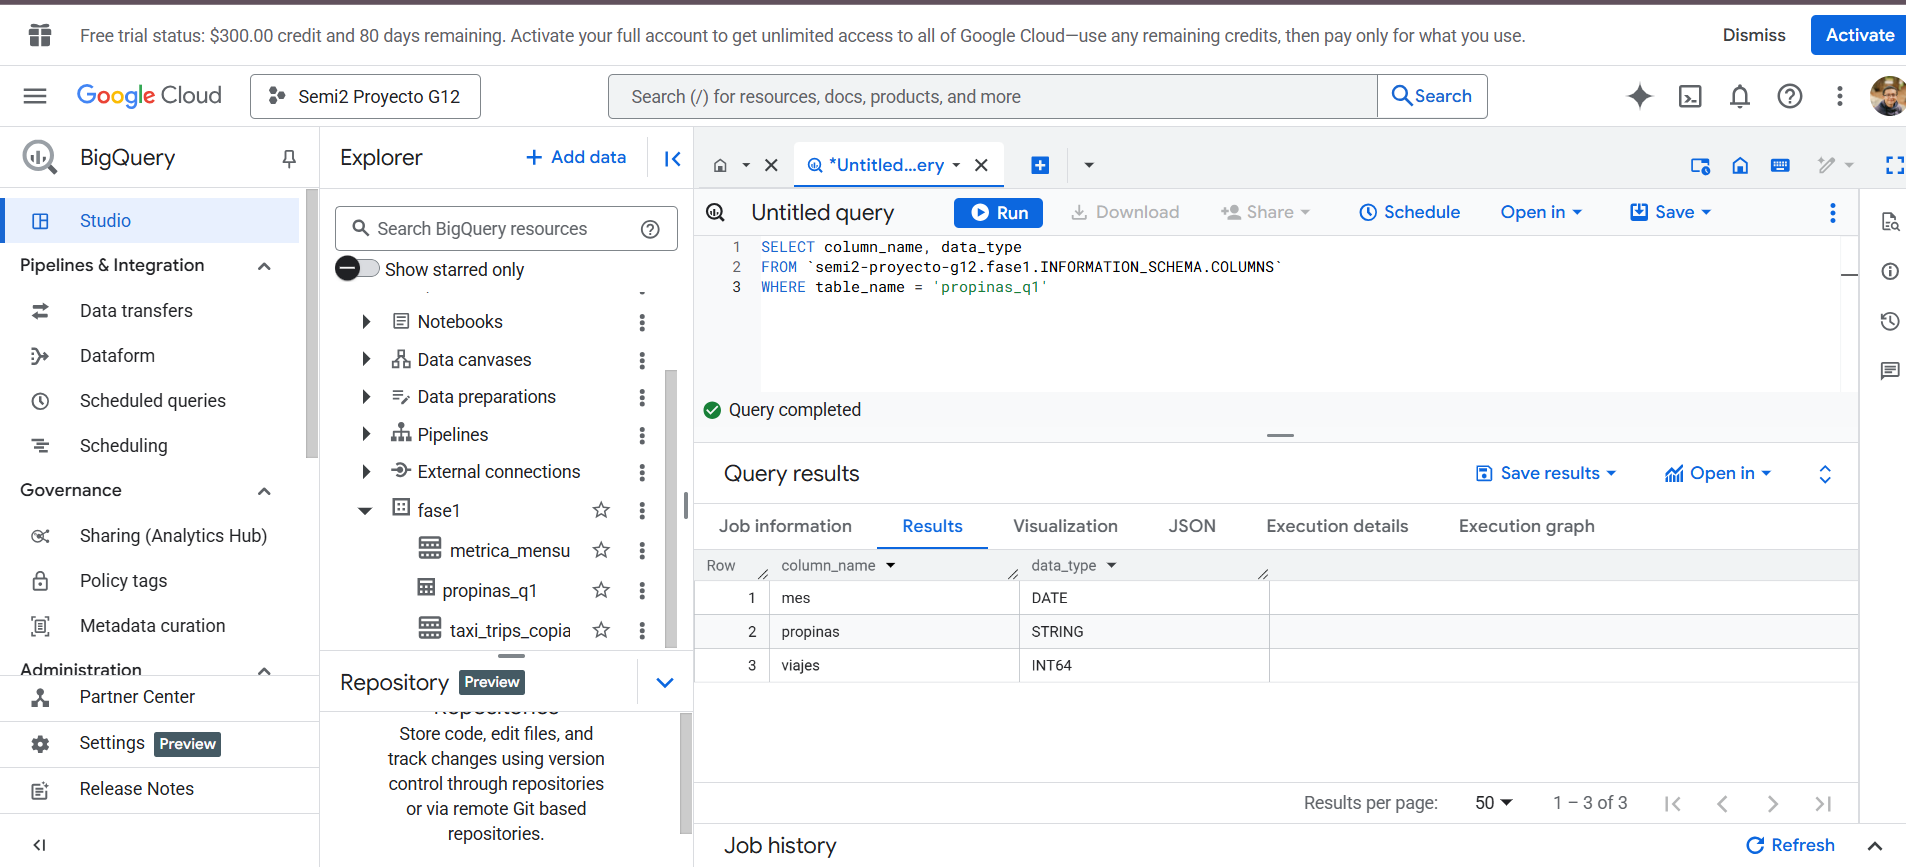 Free trial status: $300.00 credit and 80 days remaining. Activate your full account to get unlimited access to all of Google Cloud—use any remaining credits, then pay only for what you use.
Dismiss
Activate
Google Cloud
Semi2 Proyecto G12
Search (/) for resources, docs, products, and more
Search
BigQuery
Studio
Pipelines & Integration
Data transfers
Dataform
Scheduled queries
Scheduling
Governance
Sharing (Analytics Hub)
Policy tags
Metadata curation
Administration
Partner Center
Settings Preview
Release Notes
Explorer
+ Add data
Search BigQuery resources
Show starred only
Notebooks
Data canvases
Data preparations
Pipelines
External connections
fase1
metrica_mensu
propinas_q1
taxi_trips_copia
Repository Preview
Repositories
Store code, edit files, and
track changes using version
control through repositories
or via remote Git based
repositories.
*Untitled...ery
Untitled query
Run
Download
Share
Schedule
Open in
Save
1 SELECT column_name, data_type
2 FROM `semi2-proyecto-g12.fase1.INFORMATION_SCHEMA.COLUMNS`
3 WHERE table_name = 'propinas_q1'
Query completed
Query results
Save results
Open in
Job information
Results
Visualization
JSON
Execution details
Execution graph
Row column_name data_type
1 mes DATE
2 propinas STRING
3 viajes INT64
Results per page: 50 1 – 3 of 3
Job history
Refresh